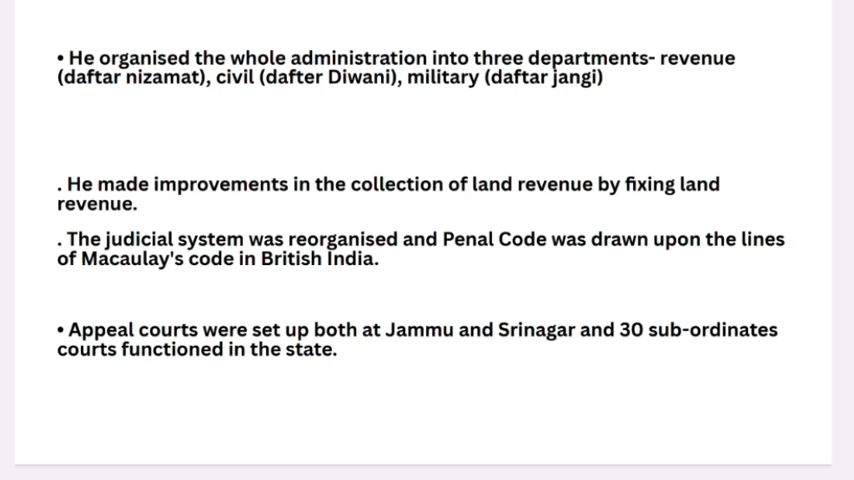 • He organised the whole administration into three departments- revenue
(daftar nizamat), civil (dafter Diwani), military (daftar jangi)
. He made improvements in the collection of land revenue by fixing land
revenue.
. The judicial system was reorganised and Penal Code was drawn upon the lines
of Macaulay's code in British India.
• Appeal courts were set up both at Jammu and Srinagar and 30 sub-ordinates
courts functioned in the state.